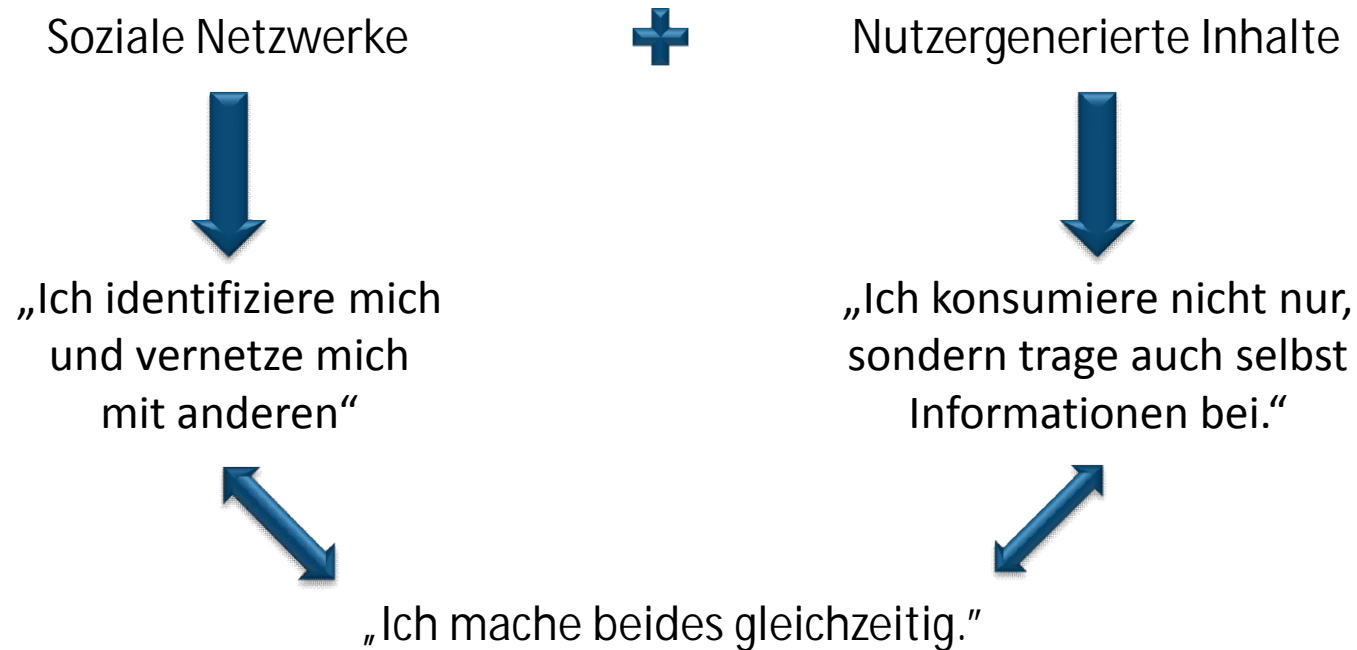 Soziale Netzwerke
Nutzergenerierte Inhalte
„Ich identifiziere mich
und vernetze mich
mit anderen“
„Ich konsumiere nicht nur,
sondern trage auch selbst
Informationen bei.“
„Ich mache beides gleichzeitig.”